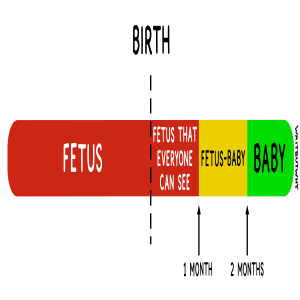 BIRTH
FETUS
FETUS THAT
EVERYONE
CAN SEE
FETUS-BABY
BABY
1 MONTH
2 MONTHS